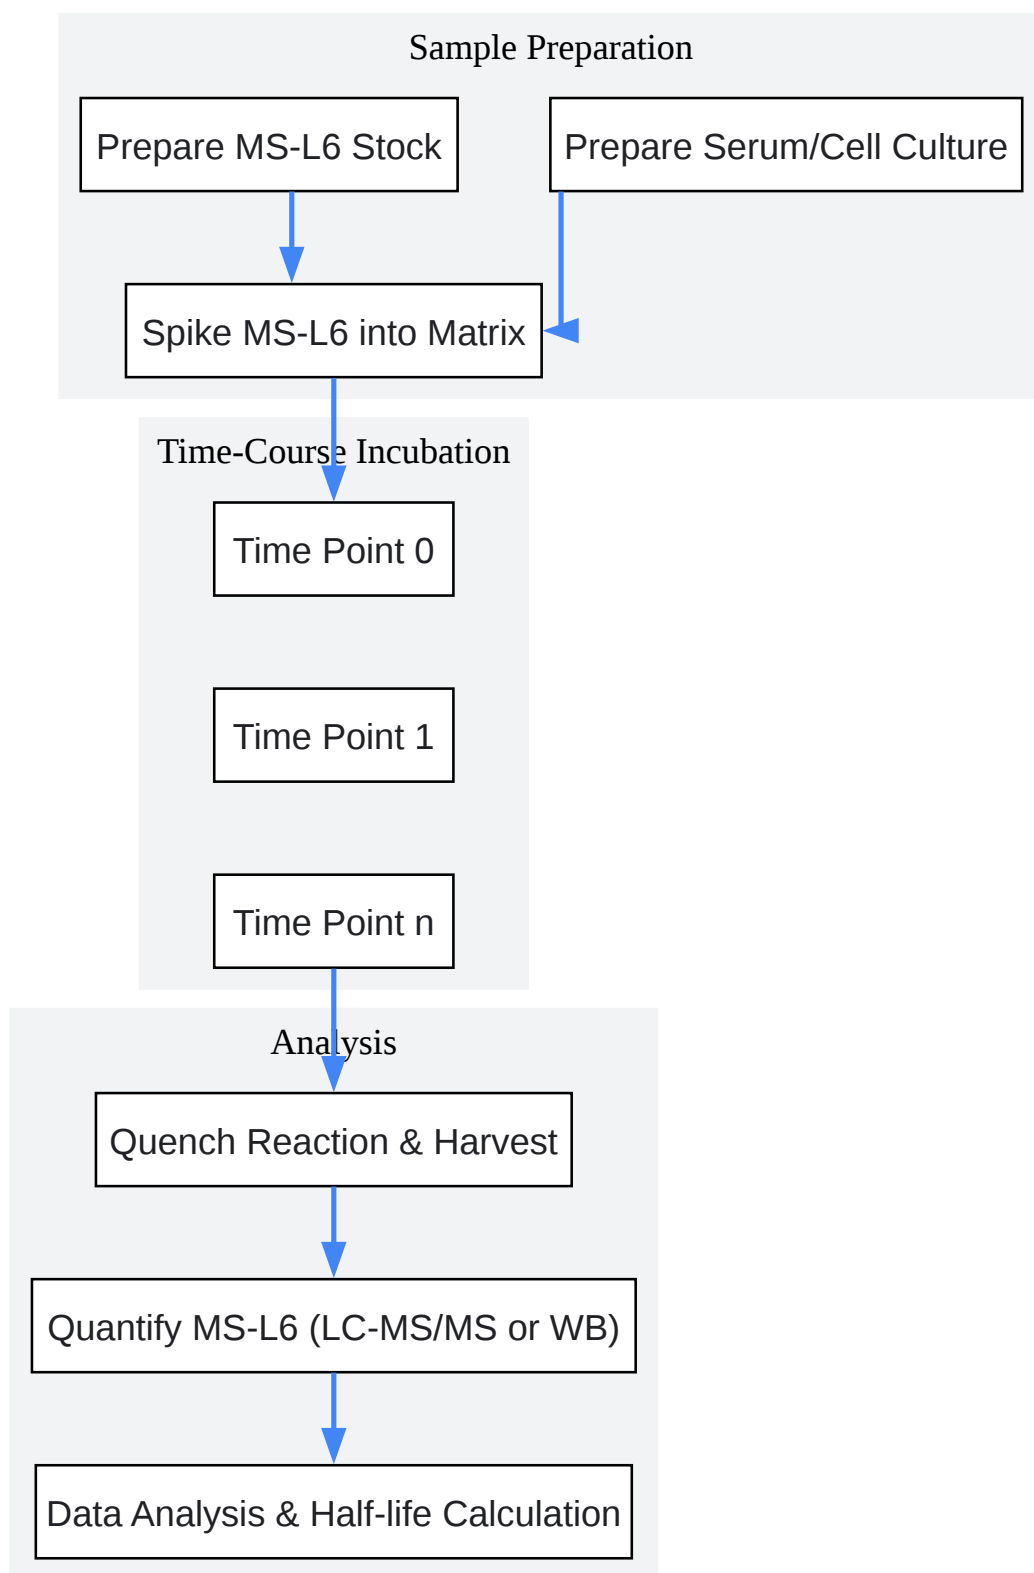 Sample Preparation
Prepare MS-L6 Stock
Prepare Serum/Cell Culture
Spike MS-L6 into Matrix
Time-Course Incubation
Time Point 0
Time Point 1
Time Point n
Analysis
Quench Reaction & Harvest
Quantify MS-L6 (LC-MS/MS or WB)
Data Analysis & Half-life Calculation